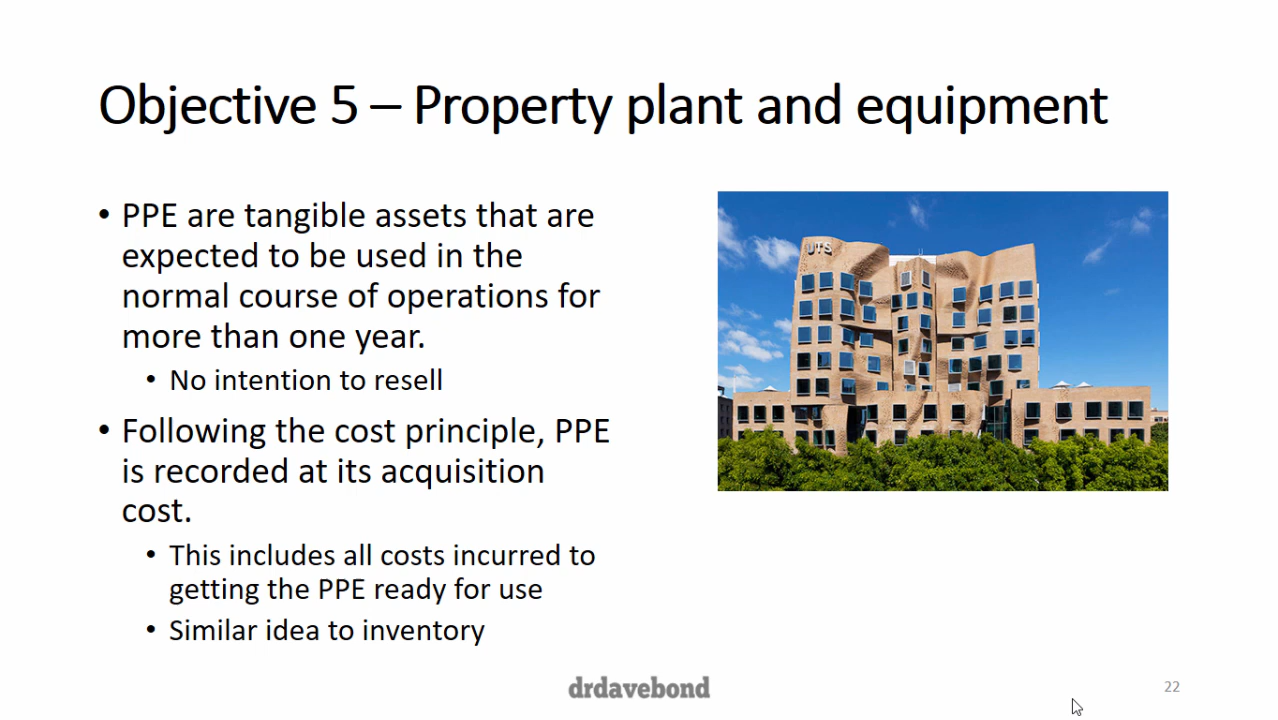 Objective 5 – Property plant and equipment
• PPE are tangible assets that are
expected to be used in the
normal course of operations for
more than one year.
• No intention to resell
• Following the cost principle, PPE
is recorded at its acquisition
cost.
• This includes all costs incurred to
getting the PPE ready for use
• Similar idea to inventory
UTS
drdavebond
22